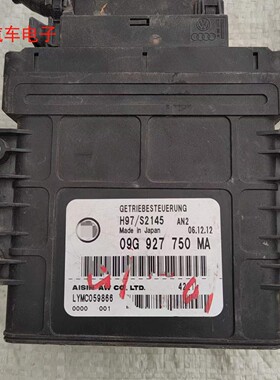 汽车电子
GETRIEBESTEUERUNG
H97/S2145 AN2
Made in Japan 06.12.12
09G 927 750 MA
AISIN AW CO., LTD.
LYMC059866
0000 001